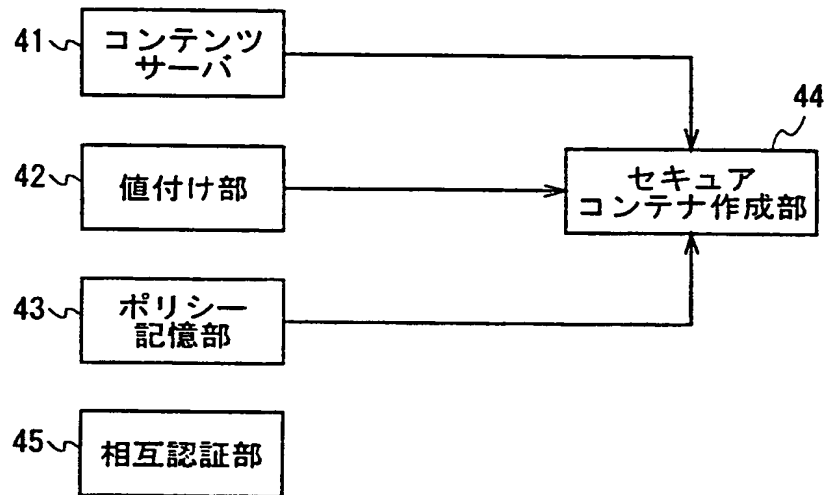 41
コンテンツ
サーバ
44
42
値付け部
セキュア
コンテナ作成部
43
ポリシー
記憶部
45
相互認証部